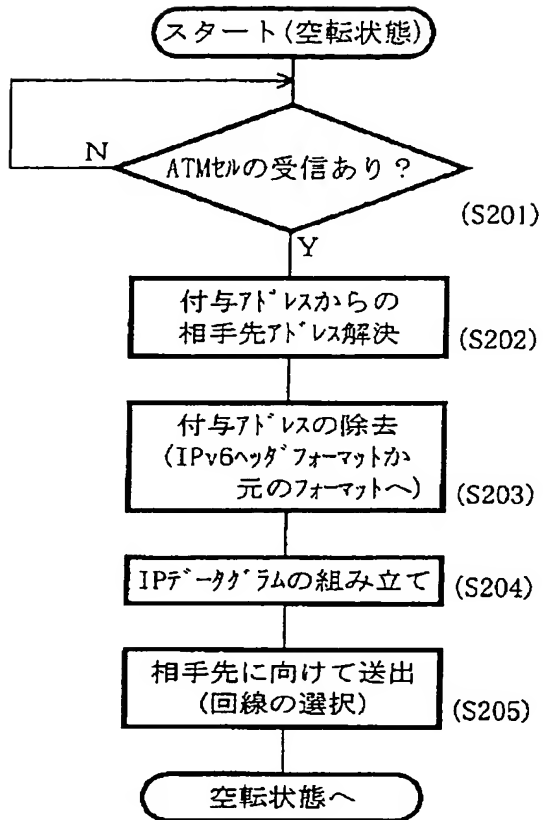 スタート(空転状態)
N
ATMセルの受信あり?
(S201)
Y
付与アドレスからの
相手先アドレス解決
(S202)
付与アドレスの除去
(IPv6ヘッダフォーマットか
元のフォーマットへ)
(S203)
IPデータグラムの組み立て
(S204)
相手先に向けて送出
(回線の選択)
(S205)
空転状態へ